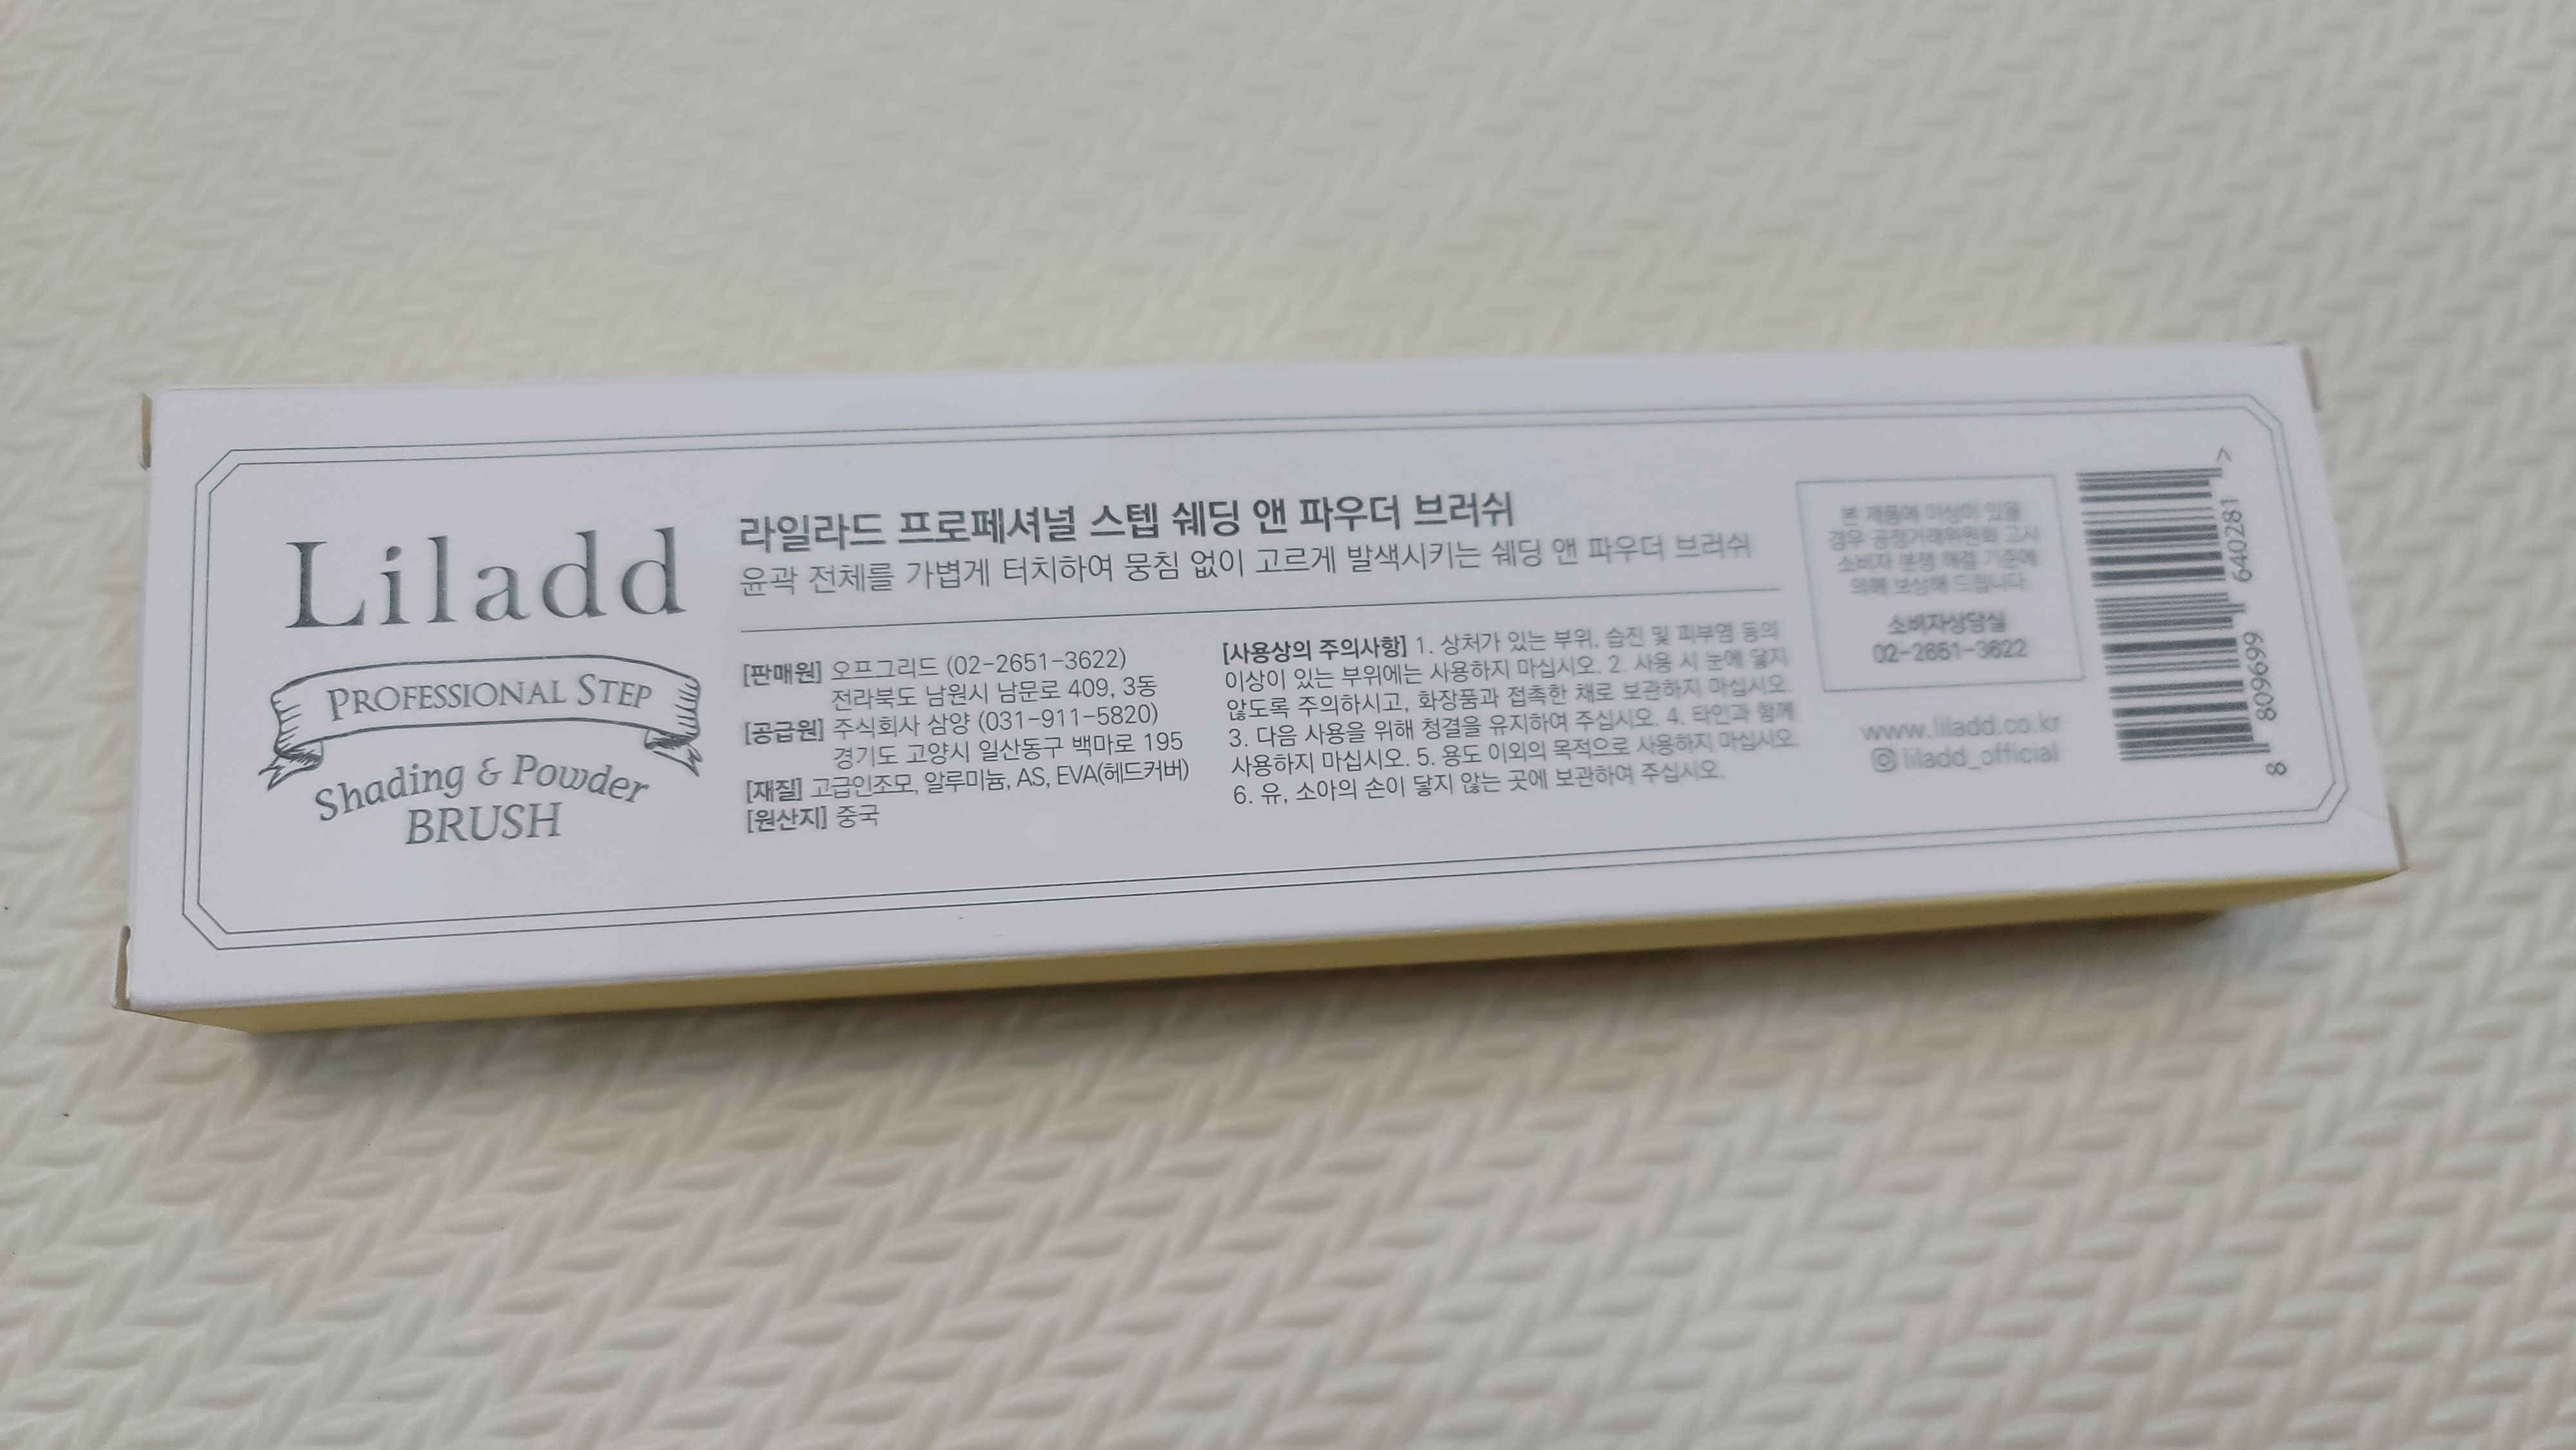 Liladd
PROFESSIONAL STEP
Shading & Powder
BRUSH
라일라드 프로페셔널 스텝 쉐딩 앤 파우더 브러쉬
윤곽 전체를 가볍게 터치하여 뭉침 없이 고르게 발색시키는 쉐딩 앤 파우더 브러쉬
[판매원] 오프그리드 (02-2651-3622)
전라북도 남원시 남문로 409, 3동
[공급원] 주식회사 삼양 (031-911-5820)
경기도 고양시 일산동구 백마로 195
[재질] 고급인조모, 알루미늄, AS, EVA(헤드커버)
[원산지] 중국
[사용상의 주의사항] 1. 상처가 있는 부위, 습진 및 피부염 등의
이상이 있는 부위에는 사용하지 마십시오. 2. 사용 시 눈에 닿지
않도록 주의하시고, 화장품과 접촉한 채로 보관하지 마십시오.
3. 다음 사용을 위해 청결을 유지하여 주십시오. 4. 타인과 함께
사용하지 마십시오. 5. 용도 이외의 목적으로 사용하지 마십시오.
6. 유, 소아의 손이 닿지 않는 곳에 보관하여 주십시오.
본 제품에 이상이 있을
경우 공정거래위원회 고시
소비자 분쟁 해결 기준에
의해 보상해 드립니다.
소비자상담실
02-2651-3622
www.liladd.co.kr
liladd_official
8 809699 640281 >